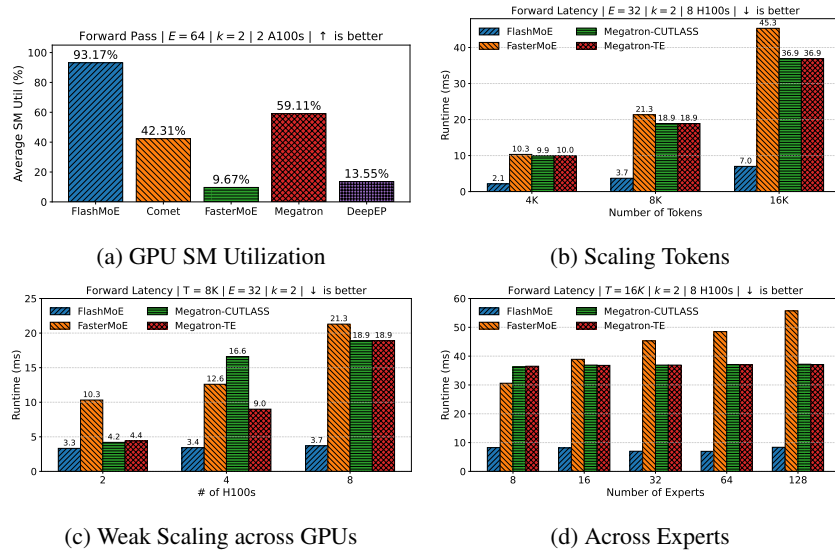 Forward Pass | E = 64 | k = 2 | 2 A100s | ↑ is better
Average SM Util (%)
100
80
60
40
20
0
93.17%
42.31%
9.67%
59.11%
13.55%
FlashMoE
Comet
FasterMoE
Megatron
DeepEP
(a) GPU SM Utilization
Forward Latency | E = 32 | k = 2 | 8 H100s | ↓ is better
FlashMoE
FasterMoE
Megatron-CUTLASS
Megatron-TE
Runtime (ms)
40
30
20
10
0
2.1
10.3
9.9
10.0
3.7
21.3
18.9
18.9
7.0
45.3
36.9
36.9
4K
8K
16K
Number of Tokens
(b) Scaling Tokens
Forward Latency | T = 8K | E = 32 | k = 2 | ↓ is better
FlashMoE
FasterMoE
Megatron-CUTLASS
Megatron-TE
Runtime (ms)
25
20
15
10
5
0
3.3
10.3
4.2
4.4
3.4
12.6
16.6
9.0
3.7
21.3
18.9
18.9
2
4
8
# of H100s
(c) Weak Scaling across GPUs
Forward Latency | T = 16K | k = 2 | 8 H100s | ↓ is better
FlashMoE
FasterMoE
Megatron-CUTLASS
Megatron-TE
Runtime (ms)
60
50
40
30
20
10
0
8
16
32
64
128
Number of Experts
(d) Across Experts